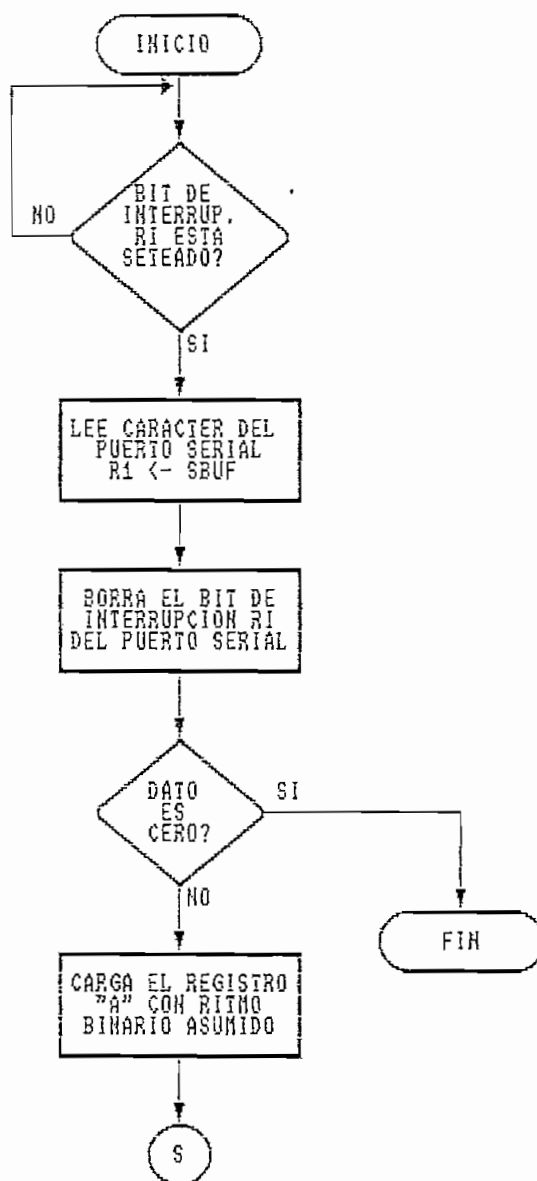 INICIO
BIT DE
INTERRUP.
RI ESTA
SETEADO?
NO
SI
LEE CARACTER DEL
PUERTO SERIAL
R1 <- SBUF
BORRA EL BIT DE
INTERRUPCION RI
DEL PUERTO SERIAL
DATO
ES
CERO?
SI
NO
FIN
CARGA EL REGISTRO
"A" CON RITMO
BINARIO ASUMIDO
S